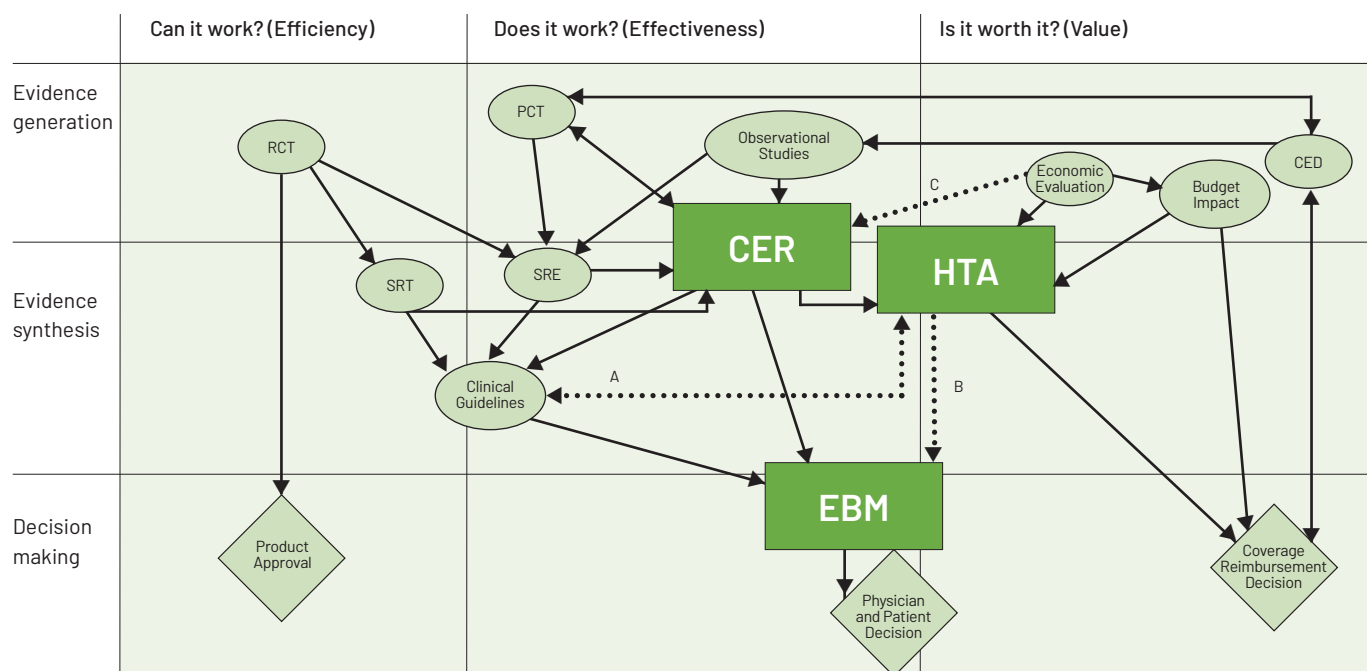 Can it work? (Efficiency)
Does it work? (Effectiveness)
Is it worth it? (Value)
Evidence
generation
PCT
RCT
Observational
Studies
CED
Economic
Evaluation
Budget
Impact
C
Evidence
synthesis
SRT
SRE
CER
HTA
Clinical
Guidelines
A
B
Decision
making
EBM
Product
Approval
Physician
and Patient
Decision
Coverage
Reimbursement
Decision